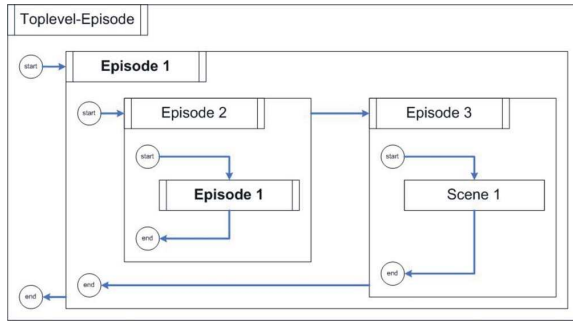 Toplevel-Episode
start
Episode 1
start
Episode 2
Episode 3
start
start
Episode 1
Scene 1
end
end
end
end